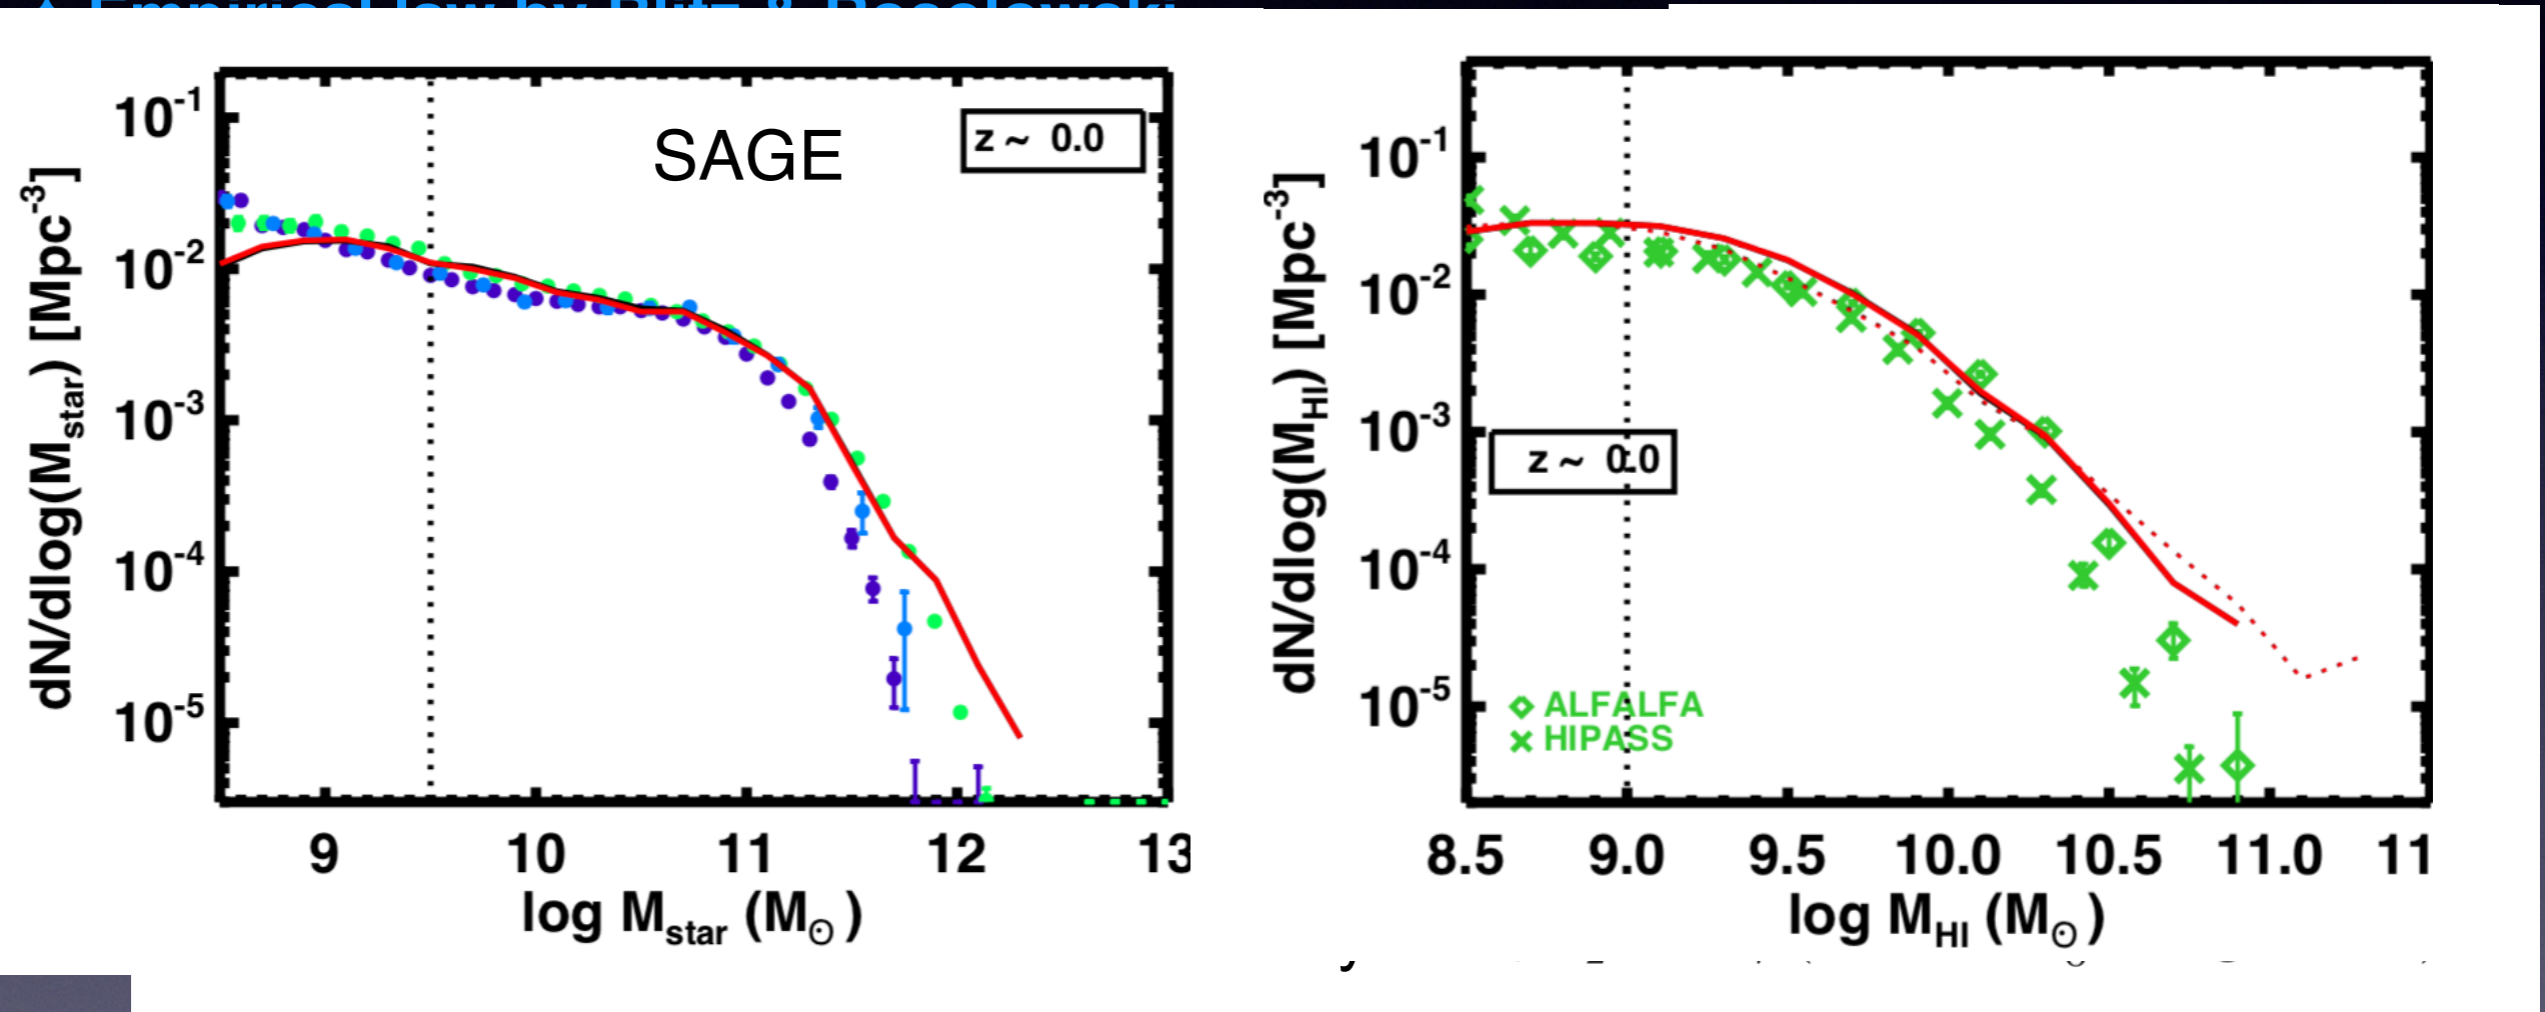 SAGE
z ~ 0.0
10^-1
10^-2
10^-3
10^-4
10^-5
dN/dlog(M_star) [Mpc^-3]
9 10 11 12 13
log M_star (M_⊙)
10^-1
10^-2
10^-3
10^-4
10^-5
dN/dlog(M_HI) [Mpc^-3]
z ~ 0.0
ALFALFA
HIPASS
8.5 9.0 9.5 10.0 10.5 11.0 11
log M_HI (M_⊙)